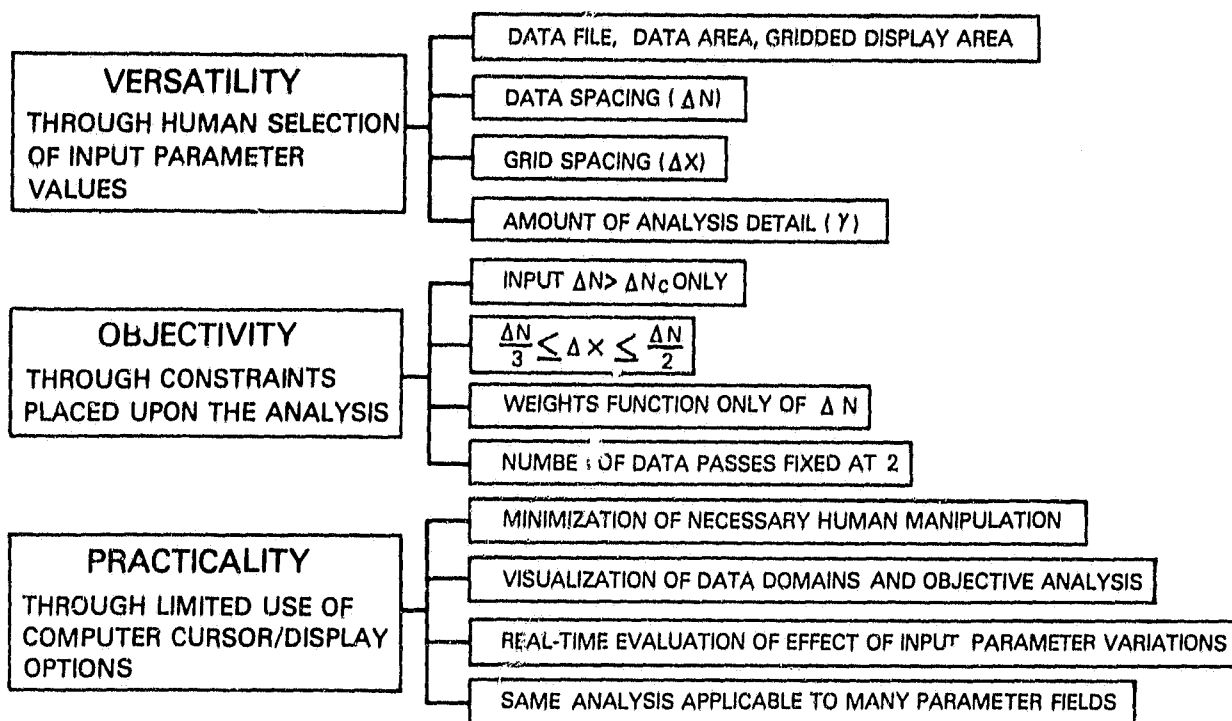 VERSATILITY
THROUGH HUMAN SELECTION
OF INPUT PARAMETER
VALUES
DATA FILE, DATA AREA, GRIDDED DISPLAY AREA
DATA SPACING (ΔN)
GRID SPACING (ΔX)
AMOUNT OF ANALYSIS DETAIL (γ)
OBJECTIVITY
THROUGH CONSTRAINTS
PLACED UPON THE ANALYSIS
INPUT ΔN> ΔNc ONLY
ΔN/3 ≤ Δ X ≤ ΔN/2
WEIGHTS FUNCTION ONLY OF Δ N
NUMBE OF DATA PASSES FIXED AT 2
PRACTICALITY
THROUGH LIMITED USE OF
COMPUTER CURSOR/DISPLAY
OPTIONS
MINIMIZATION OF NECESSARY HUMAN MANIPULATION
VISUALIZATION OF DATA DOMAINS AND OBJECTIVE ANALYSIS
REAL-TIME EVALUATION OF EFFECT OF INPUT PARAMETER VARIATIONS
SAME ANALYSIS APPLICABLE TO MANY PARAMETER FIELDS